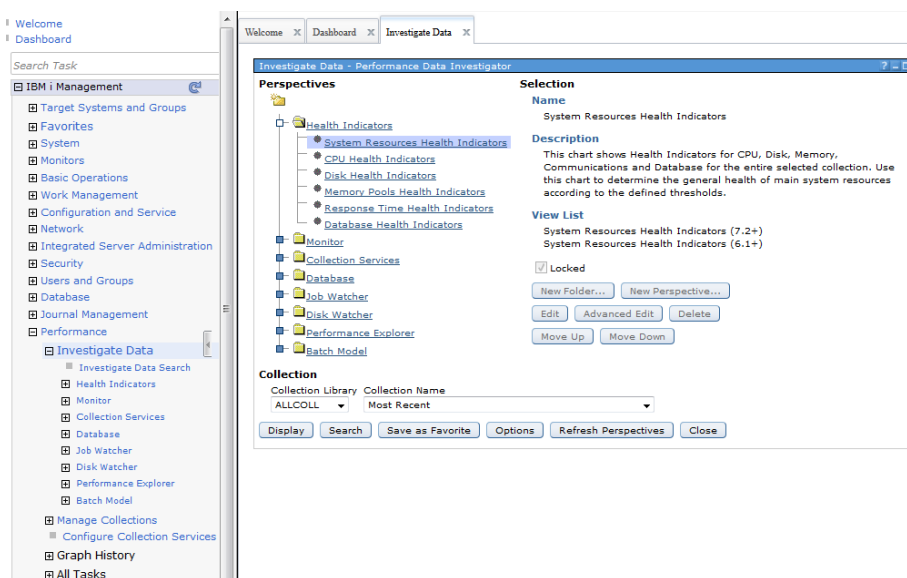 Welcome
Dashboard
Search Task
IBM i Management
Target Systems and Groups
Favorites
System
Monitors
Basic Operations
Work Management
Configuration and Service
Network
Integrated Server Administration
Security
Users and Groups
Database
Journal Management
Performance
Investigate Data
Investigate Data Search
Health Indicators
Monitor
Collection Services
Database
Job Watcher
Disk Watcher
Performance Explorer
Batch Model
Manage Collections
Configure Collection Services
Graph History
All Tasks
Welcome X Dashboard X Investigate Data X
Investigate Data - Performance Data Investigator ?
Perspectives
Health Indicators
System Resources Health Indicators
CPU Health Indicators
Disk Health Indicators
Memory Pools Health Indicators
Response Time Health Indicators
Database Health Indicators
Monitor
Collection Services
Database
Job Watcher
Disk Watcher
Performance Explorer
Batch Model
Selection
Name
System Resources Health Indicators
Description
This chart shows Health Indicators for CPU, Disk, Memory,
Communications and Database for the entire selected collection. Use
this chart to determine the general health of main system resources
according to the defined thresholds.
View List
System Resources Health Indicators (7.2+)
System Resources Health Indicators (6.1+)
Locked
New Folder... New Perspective...
Edit Advanced Edit Delete
Move Up Move Down
Collection
Collection Library Collection Name
ALLCOLL Most Recent
Display Search Save as Favorite Options Refresh Perspectives Close